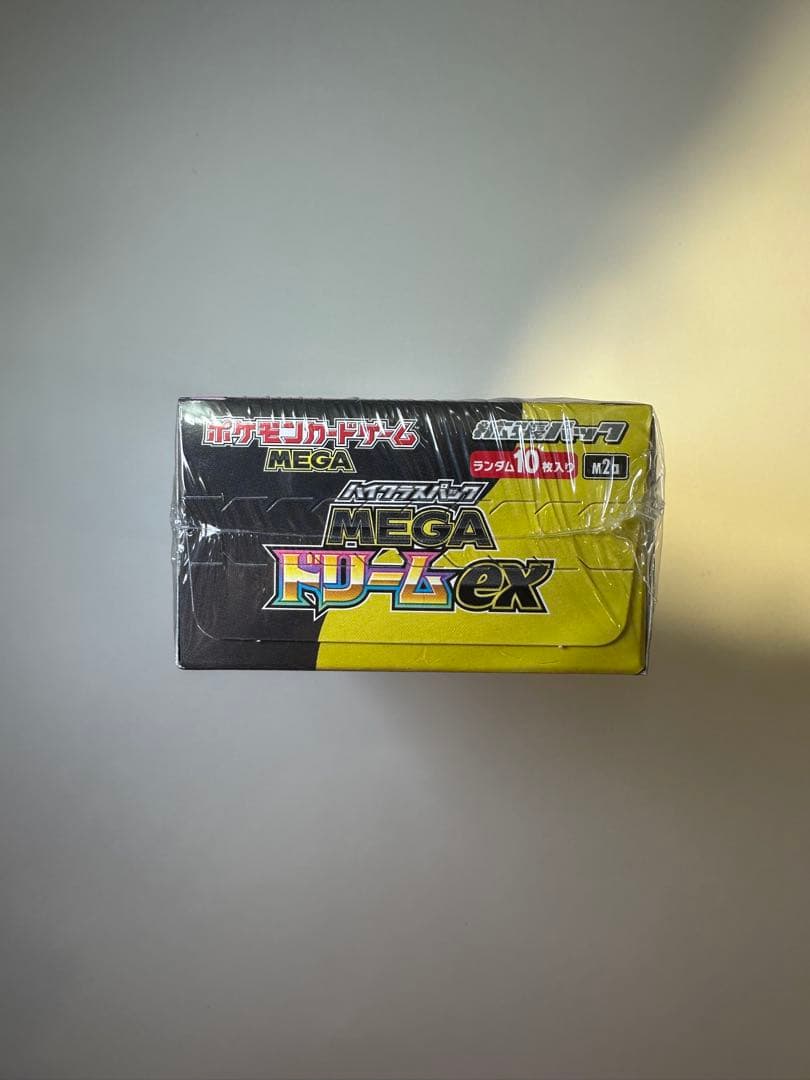 ポケモンカードゲーム
MEGA
拡張パック
ランダム10枚入り
M2a
ハイクラスパック
MEGA
ドリームex